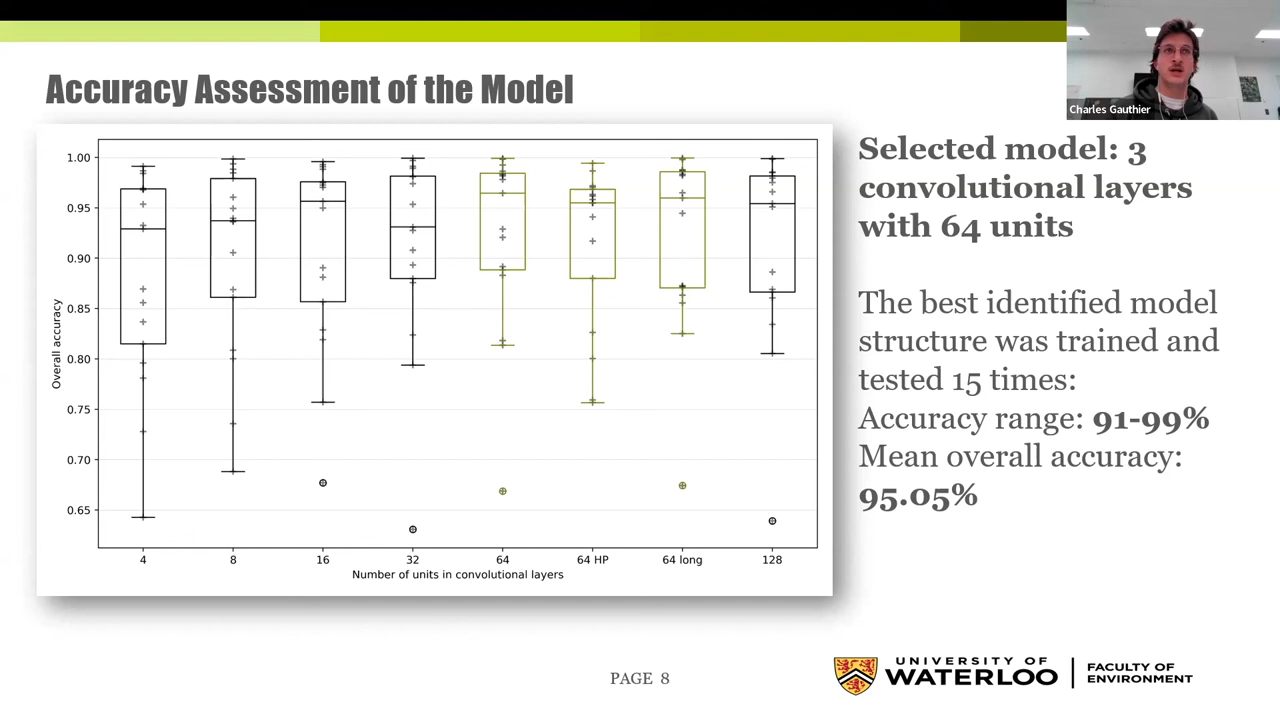 Accuracy Assessment of the Model
Charles Gauthier
1.00
0.95
0.90
0.85
0.80
0.75
0.70
0.65
Overall accuracy
4 8 16 32 64 64 HP 64 long 128
Number of units in convolutional layers
Selected model: 3
convolutional layers
with 64 units
The best identified model
structure was trained and
tested 15 times:
Accuracy range: 91-99%
Mean overall accuracy:
95.05%
PAGE 8
UNIVERSITY OF
WATERLOO
FACULTY OF
ENVIRONMENT